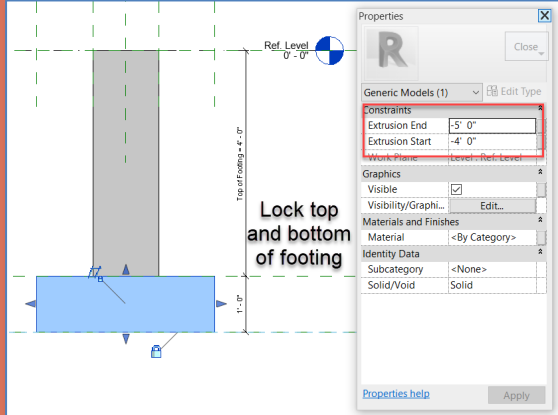 Ref. Level
0' - 0"
Top of Footing = 4' - 0"
Lock top
and bottom
of footing
1' - 0"
Properties
R
Close
Generic Models (1)
Edit Type
Constraints
Extrusion End -5' 0"
Extrusion Start -4' 0"
Work Plane Level : Ref. Level
Graphics
Visible
Visibility/Graphi... Edit...
Materials and Finishes
Material <By Category>
Identity Data
Subcategory <None>
Solid/Void Solid
Properties help
Apply